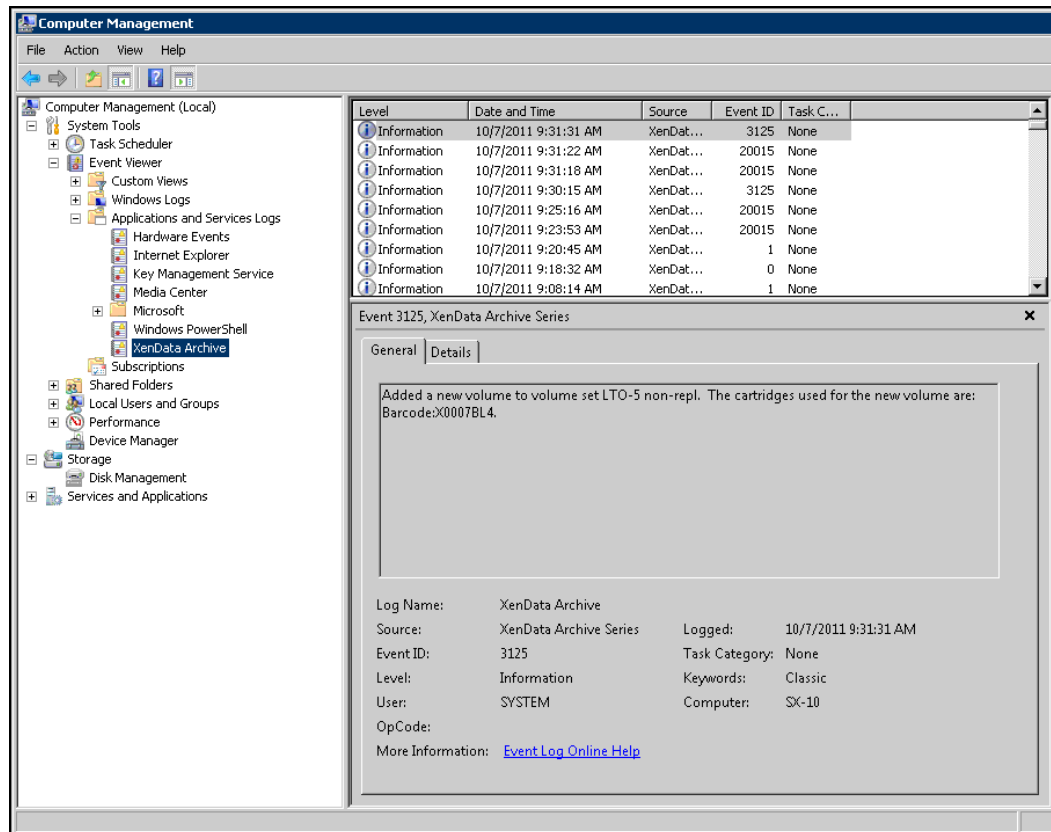 Computer Management
File Action View Help
Computer Management (Local)
System Tools
Task Scheduler
Event Viewer
Custom Views
Windows Logs
Applications and Services Logs
Hardware Events
Internet Explorer
Key Management Service
Media Center
Microsoft
Windows PowerShell
XenData Archive
Subscriptions
Shared Folders
Local Users and Groups
Performance
Device Manager
Storage
Disk Management
Services and Applications
Level Date and Time Source Event ID Task C...
Information 10/7/2011 9:31:31 AM XenDat... 3125 None
Information 10/7/2011 9:31:22 AM XenDat... 20015 None
Information 10/7/2011 9:31:18 AM XenDat... 20015 None
Information 10/7/2011 9:30:15 AM XenDat... 3125 None
Information 10/7/2011 9:25:16 AM XenDat... 20015 None
Information 10/7/2011 9:23:53 AM XenDat... 20015 None
Information 10/7/2011 9:20:45 AM XenDat... 1 None
Information 10/7/2011 9:18:32 AM XenDat... 0 None
Information 10/7/2011 9:08:14 AM XenDat... 1 None
Event 3125, XenData Archive Series
General Details
Added a new volume to volume set LTO-5 non-repl. The cartridges used for the new volume are:
Barcode:X0007BL4.
Log Name: XenData Archive
Source: XenData Archive Series Logged: 10/7/2011 9:31:31 AM
Event ID: 3125 Task Category: None
Level: Information Keywords: Classic
User: SYSTEM Computer: SX-10
OpCode:
More Information: Event Log Online Help